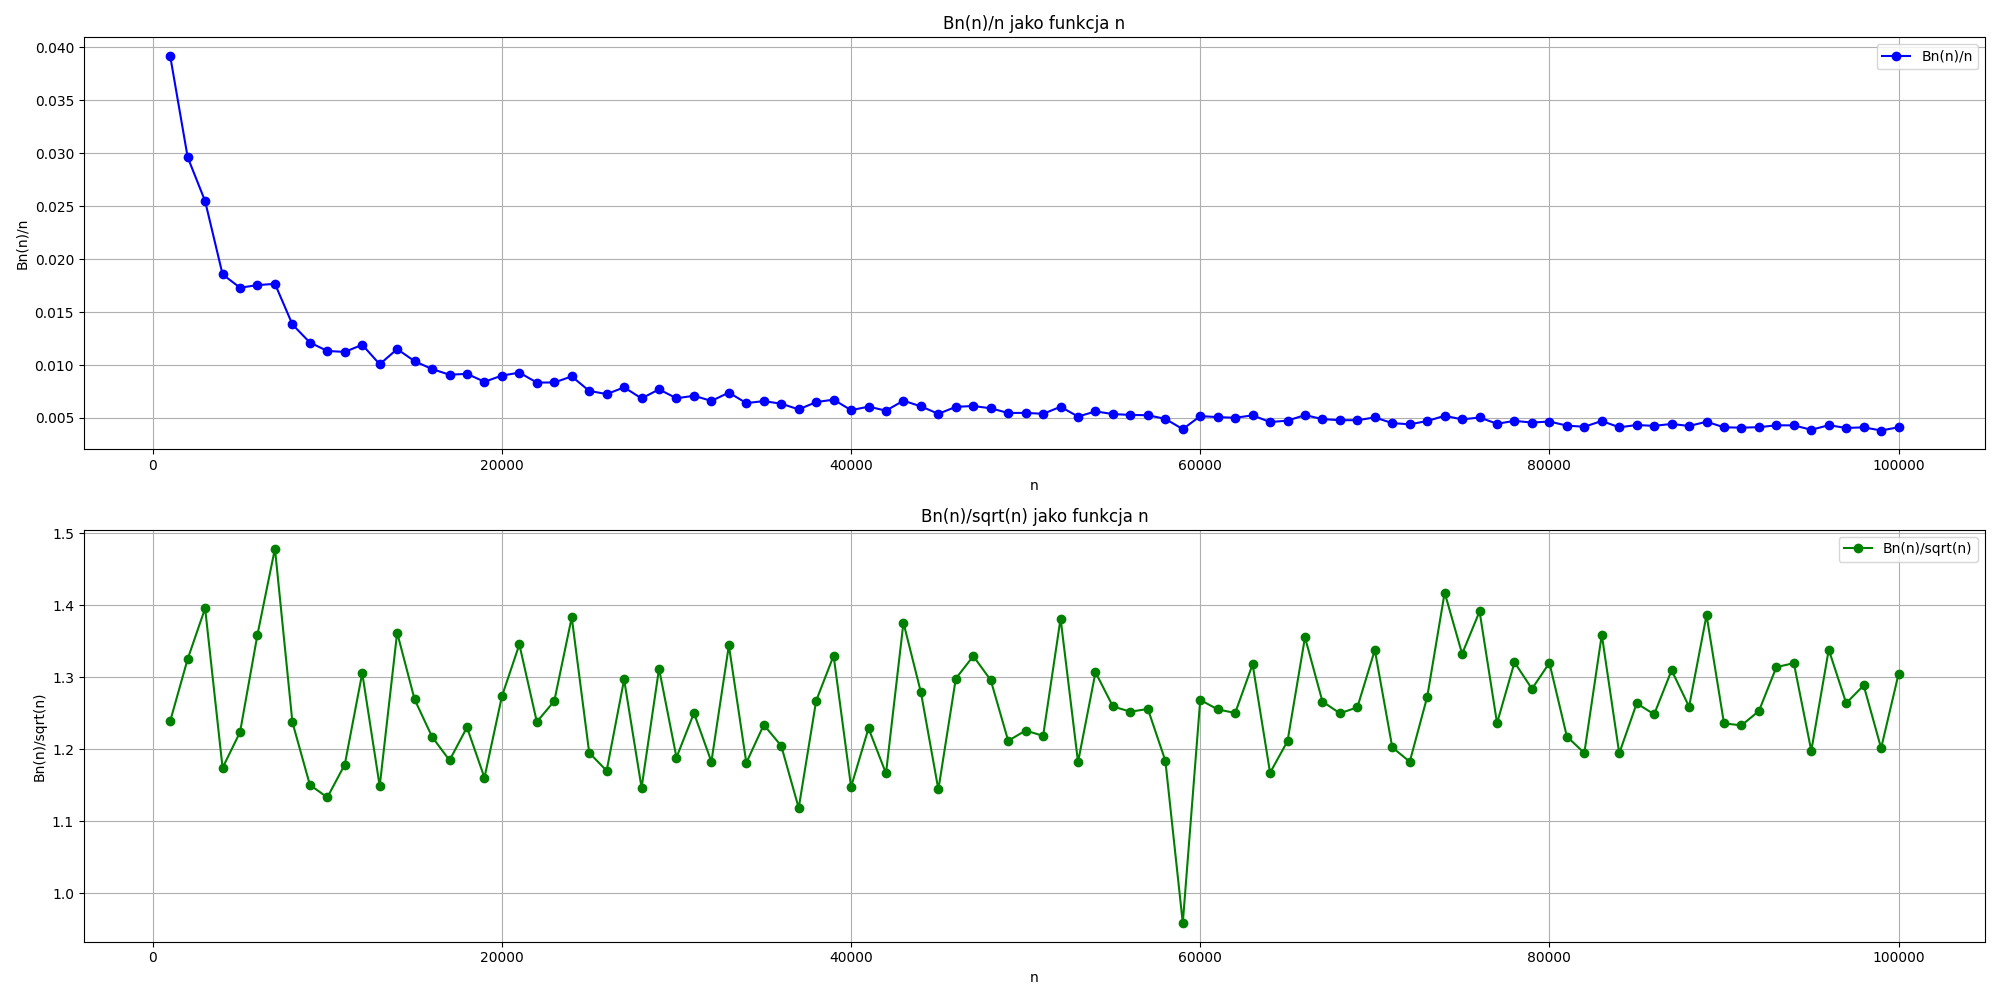 Bn(n)/n jako funkcja n
0.040
0.035
0.030
0.025
0.020
0.015
0.010
0.005
Bn(n)/n
Bn(n)/n
0 20000 40000 60000 80000 100000
n
Bn(n)/sqrt(n) jako funkcja n
1.5
1.4
1.3
1.2
1.1
1.0
Bn(n)/sqrt(n)
Bn(n)/sqrt(n)
0 20000 40000 60000 80000 100000
n